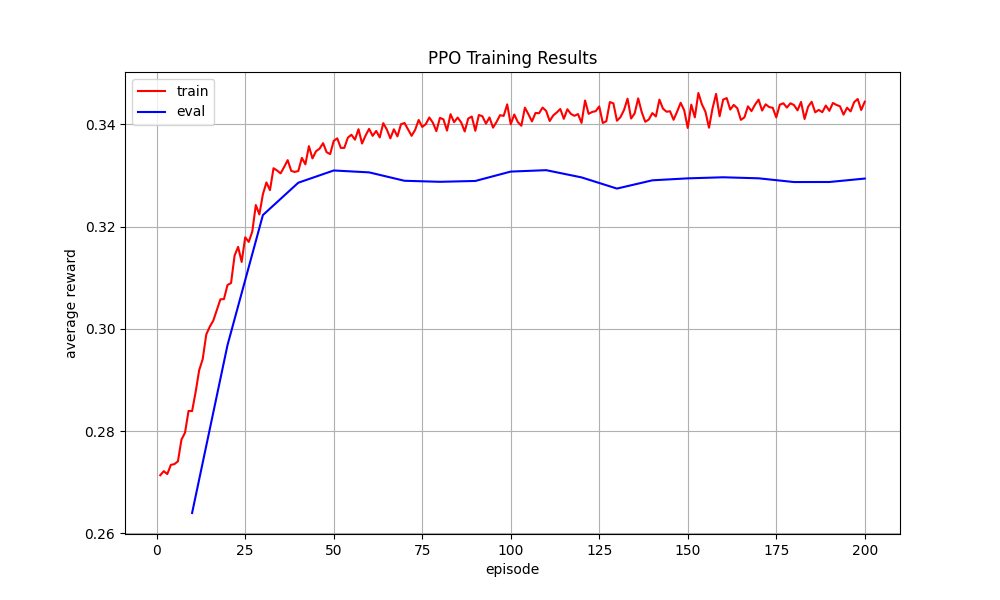 PPO Training Results
train
eval
average reward
0.34
0.32
0.30
0.28
0.26
0 25 50 75 100 125 150 175 200
episode